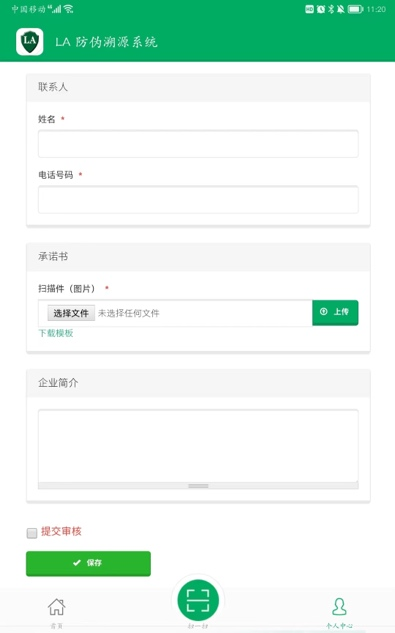 中国移动 4G
HD
11:20
LA
LA 防伪溯源系统
联系人
姓名 *
电话号码 *
承诺书
扫描件（图片） *
选择文件 未选择任何文件
上传
下载模板
企业简介
提交审核
保存
首页
扫一扫
个人中心